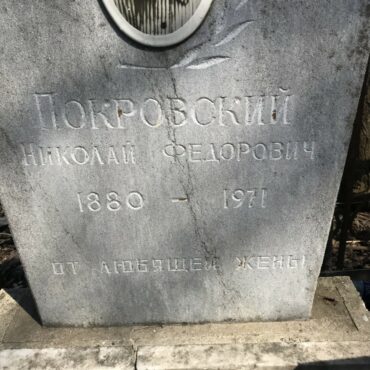 ПОКРОВСКИЙ
НИКОЛАЙ ФЕДОРОВИЧ
1880 - 1971
ОТ ЛЮБЯЩЕЙ ЖЕНЫ